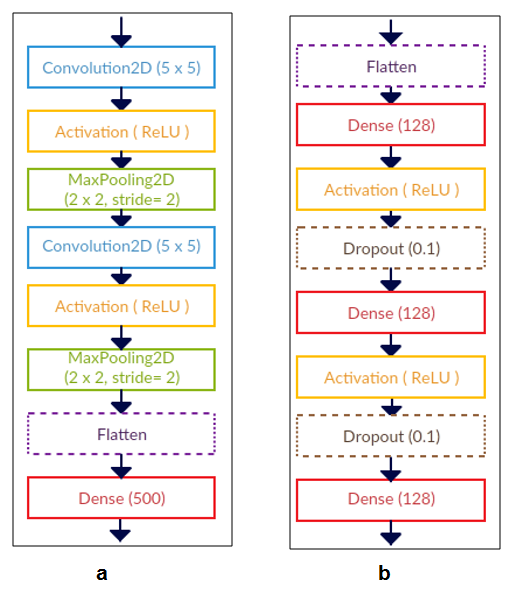 Convolution2D (5 x 5)
Activation ( ReLU )
MaxPooling2D
(2 x 2, stride= 2)
Convolution2D (5 x 5)
Activation ( ReLU )
MaxPooling2D
(2 x 2, stride= 2)
Flatten
Dense (500)
a
Flatten
Dense (128)
Activation ( ReLU )
Dropout (0.1)
Dense (128)
Activation ( ReLU )
Dropout (0.1)
Dense (128)
b